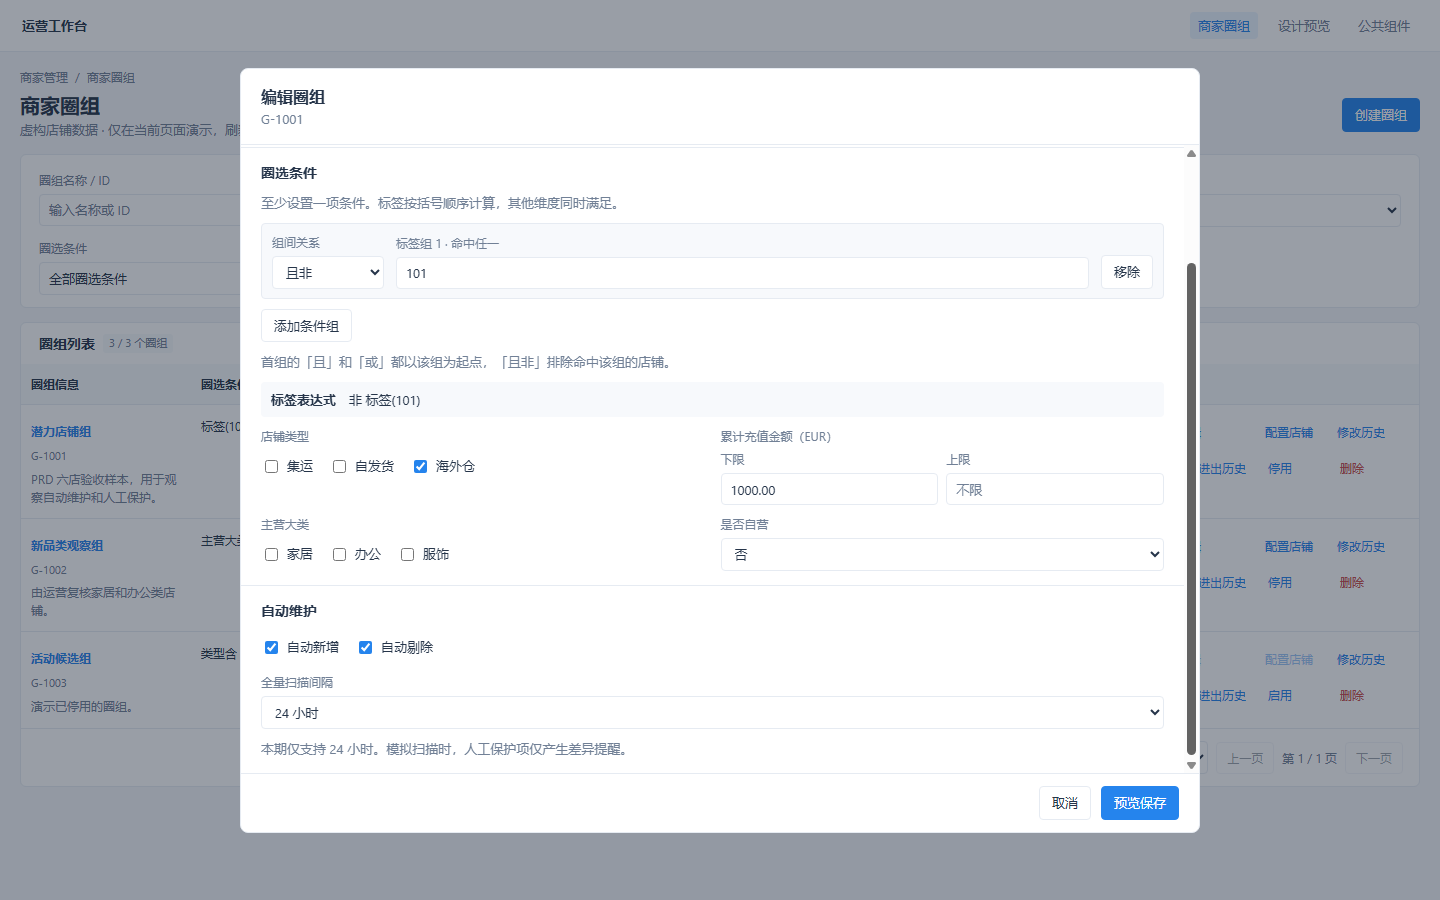 运营工作台
商家圈组
设计预览
公共组件
商家管理 / 商家圈组
商家圈组
虚构店铺数据 · 仅在当前页面演示，刷
创建圈组
圈组名称 / ID
输入名称或 ID
圈选条件
全部圈选条件
圈组列表
3 / 3 个圈组
圈组信息
圈选条件
潜力店铺组
G-1001
PRD 六店验收样本，用于观
察自动维护和人工保护。
标签(10
配置店铺
修改历史
进出历史
停用
删除
新品类观察组
G-1002
由运营复核家居和办公类店
铺。
主营大类
配置店铺
修改历史
进出历史
停用
删除
活动候选组
G-1003
演示已停用的圈组。
类型含
配置店铺
修改历史
进出历史
启用
删除
上一页
第 1 / 1 页
下一页
编辑圈组
G-1001
圈选条件
至少设置一项条件。标签按括号顺序计算，其他维度同时满足。
组间关系
标签组 1 · 命中任一
且非
101
移除
添加条件组
首组的「且」和「或」都以该组为起点，「且非」排除命中该组的店铺。
标签表达式 非 标签(101)
店铺类型
集运
自发货
海外仓
累计充值金额（EUR）
下限
上限
1000.00
不限
主营大类
家居
办公
服饰
是否自营
否
自动维护
自动新增
自动剔除
全量扫描间隔
24 小时
本期仅支持 24 小时。模拟扫描时，人工保护项仅产生差异提醒。
取消
预览保存